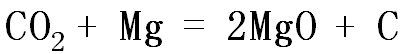 CO₂ + Mg = 2MgO + C